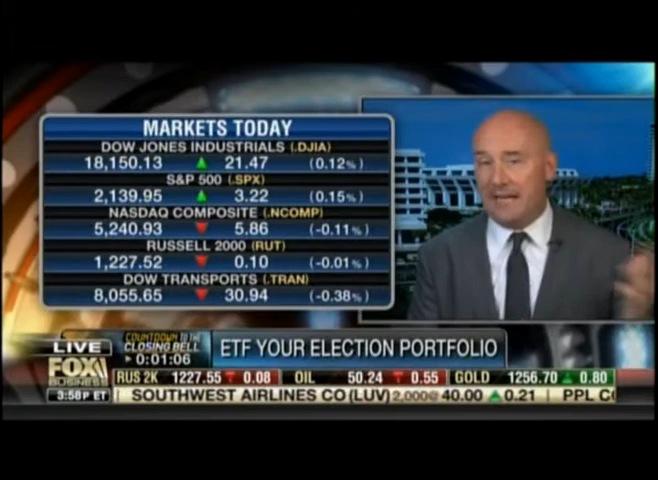 MARKETS TODAY
DOW JONES INDUSTRIALS (.DJIA)
18,150.13 21.47 (0.12%)
S&P 500 (.SPX)
2,139.95 3.22 (0.15%)
NASDAQ COMPOSITE (.NCOMP)
5,240.93 5.86 (-0.11%)
RUSSELL 2000 (RUT)
1,227.52 0.10 (-0.01%)
DOW TRANSPORTS (.TRAN)
8,055.65 30.94 (-0.38%)
LIVE
COUNTDOWN TO THE
CLOSING BELL
0:01:06
ETF YOUR ELECTION PORTFOLIO
FOX
BUSINESS
3:58P ET
RUS 2K 1227.55 0.08 OIL 50.24 0.55 GOLD 1256.70 0.80
SOUTHWEST AIRLINES CO (LUV) 2,000@ 40.00 0.21 PPL